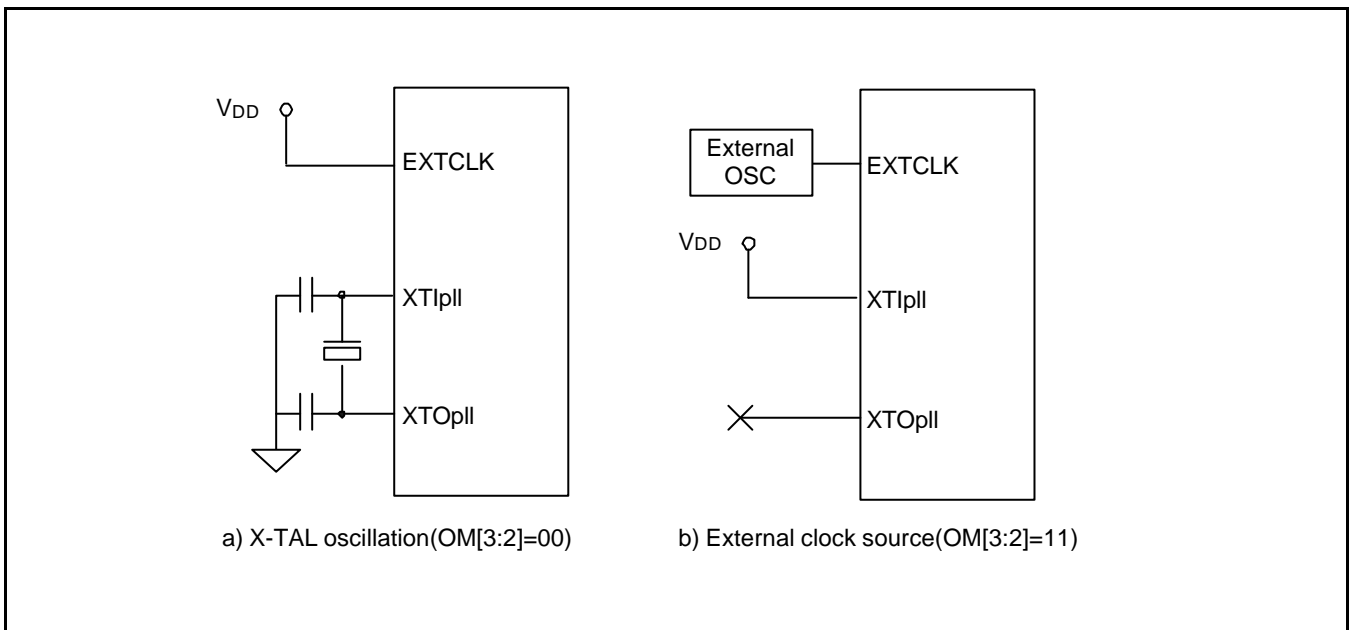 VDD
EXTCLK
XTIpll
XTOpll
a) X-TAL oscillation(OM[3:2]=00)
External
OSC
EXTCLK
VDD
XTIpll
XTOpll
b) External clock source(OM[3:2]=11)